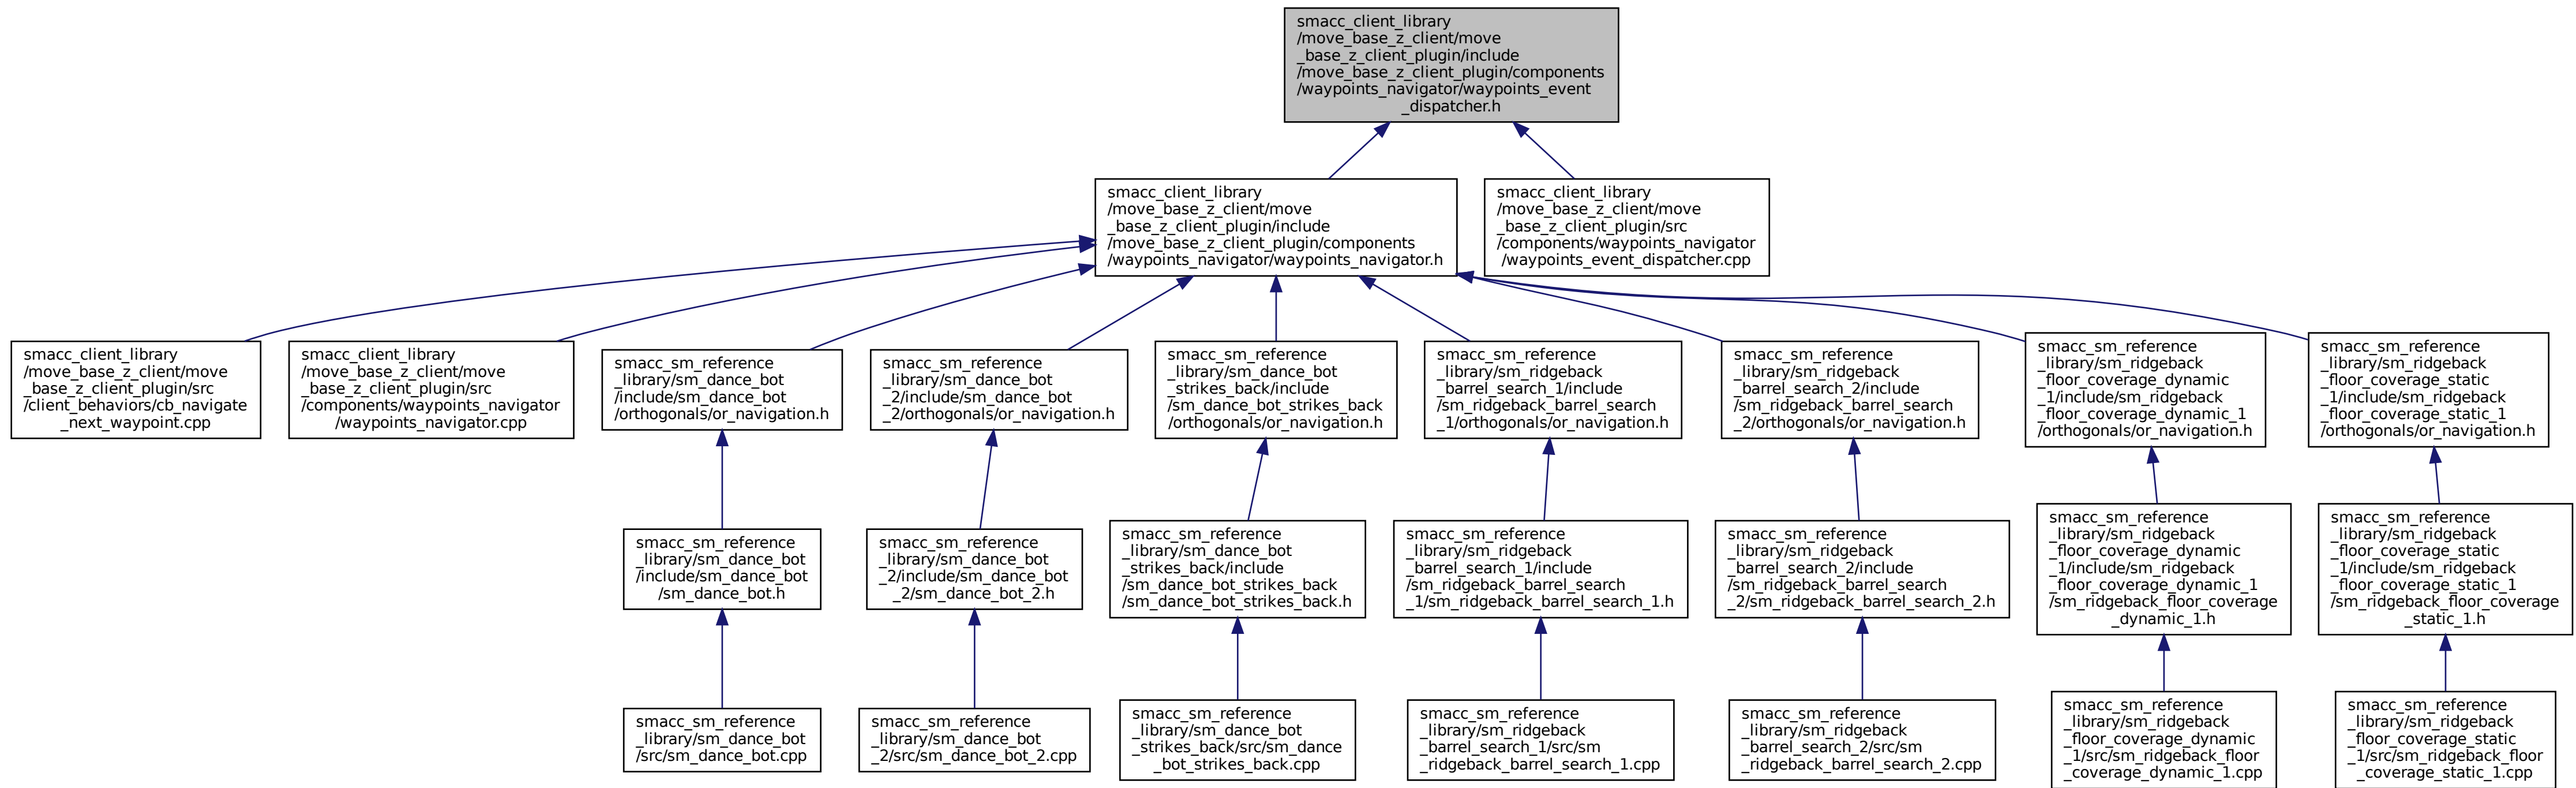 smacc_client_library
/move_base_z_client/move
_base_z_client_plugin/include
/move_base_z_client_plugin/components
/waypoints_navigator/waypoints_event
_dispatcher.h
smacc_client_library
/move_base_z_client/move
_base_z_client_plugin/include
/move_base_z_client_plugin/components
/waypoints_navigator/waypoints_navigator.h
smacc_client_library
/move_base_z_client/move
_base_z_client_plugin/src
/components/waypoints_navigator
/waypoints_event_dispatcher.cpp
smacc_client_library
/move_base_z_client/move
_base_z_client_plugin/src
/client_behaviors/cb_navigate
_next_waypoint.cpp
smacc_client_library
/move_base_z_client/move
_base_z_client_plugin/src
/components/waypoints_navigator
/waypoints_navigator.cpp
smacc_sm_reference
_library/sm_dance_bot
/include/sm_dance_bot
/orthogonals/or_navigation.h
smacc_sm_reference
_library/sm_dance_bot
_2/include/sm_dance_bot
_2/orthogonals/or_navigation.h
smacc_sm_reference
_library/sm_dance_bot
_strikes_back/include
/sm_dance_bot_strikes_back
/orthogonals/or_navigation.h
smacc_sm_reference
_library/sm_ridgeback
_barrel_search_1/include
/sm_ridgeback_barrel_search
_1/orthogonals/or_navigation.h
smacc_sm_reference
_library/sm_ridgeback
_barrel_search_2/include
/sm_ridgeback_barrel_search
_2/orthogonals/or_navigation.h
smacc_sm_reference
_library/sm_ridgeback
_floor_coverage_dynamic
_1/include/sm_ridgeback
_floor_coverage_dynamic_1
/orthogonals/or_navigation.h
smacc_sm_reference
_library/sm_ridgeback
_floor_coverage_static
_1/include/sm_ridgeback
_floor_coverage_static_1
/orthogonals/or_navigation.h
smacc_sm_reference
_library/sm_dance_bot
/include/sm_dance_bot
/sm_dance_bot.h
smacc_sm_reference
_library/sm_dance_bot
_2/include/sm_dance_bot
_2/sm_dance_bot_2.h
smacc_sm_reference
_library/sm_dance_bot
_strikes_back/include
/sm_dance_bot_strikes_back
/sm_dance_bot_strikes_back.h
smacc_sm_reference
_library/sm_ridgeback
_barrel_search_1/include
/sm_ridgeback_barrel_search
_1/sm_ridgeback_barrel_search_1.h
smacc_sm_reference
_library/sm_ridgeback
_barrel_search_2/include
/sm_ridgeback_barrel_search
_2/sm_ridgeback_barrel_search_2.h
smacc_sm_reference
_library/sm_ridgeback
_floor_coverage_dynamic
_1/include/sm_ridgeback
_floor_coverage_dynamic_1
/sm_ridgeback_floor_coverage
_dynamic_1.h
smacc_sm_reference
_library/sm_ridgeback
_floor_coverage_static
_1/include/sm_ridgeback
_floor_coverage_static_1
/sm_ridgeback_floor_coverage
_static_1.h
smacc_sm_reference
_library/sm_dance_bot
/src/sm_dance_bot.cpp
smacc_sm_reference
_library/sm_dance_bot
_2/src/sm_dance_bot_2.cpp
smacc_sm_reference
_library/sm_dance_bot
_strikes_back/src/sm_dance
_bot_strikes_back.cpp
smacc_sm_reference
_library/sm_ridgeback
_barrel_search_1/src/sm
_ridgeback_barrel_search_1.cpp
smacc_sm_reference
_library/sm_ridgeback
_barrel_search_2/src/sm
_ridgeback_barrel_search_2.cpp
smacc_sm_reference
_library/sm_ridgeback
_floor_coverage_dynamic
_1/src/sm_ridgeback_floor
_coverage_dynamic_1.cpp
smacc_sm_reference
_library/sm_ridgeback
_floor_coverage_static
_1/src/sm_ridgeback_floor
_coverage_static_1.cpp